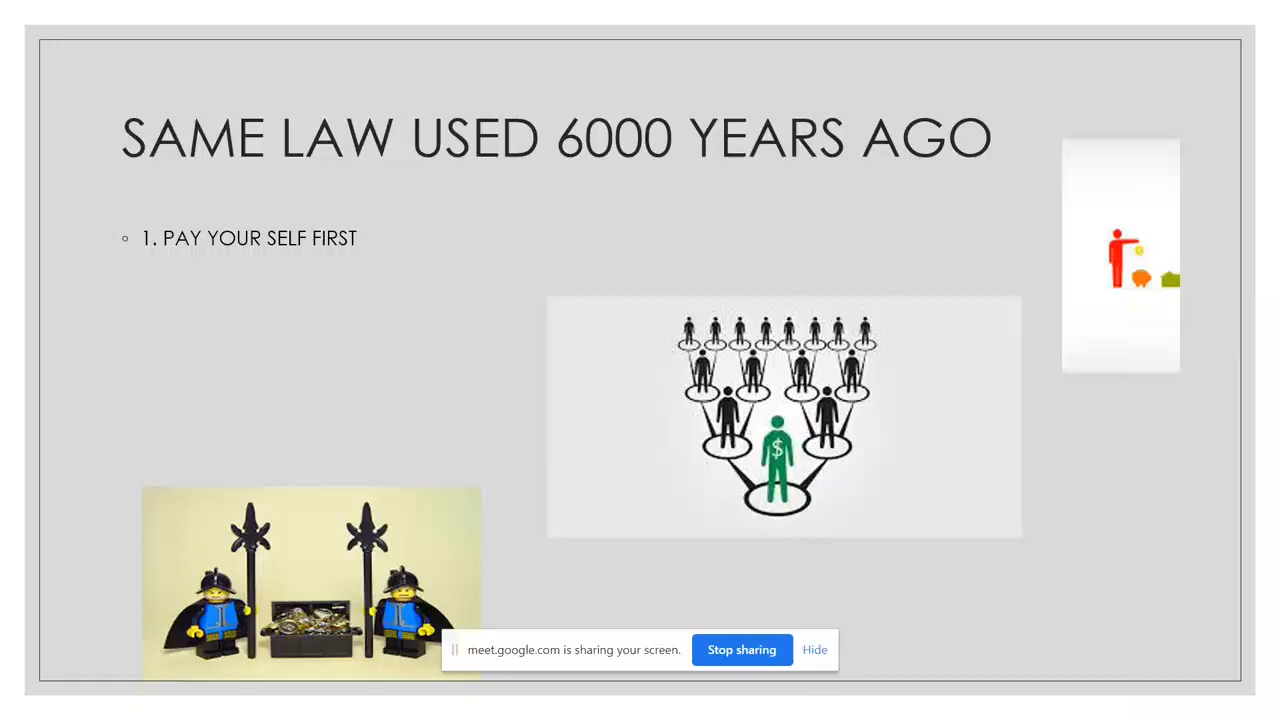 SAME LAW USED 6000 YEARS AGO
◦ 1. PAY YOUR SELF FIRST
$
meet.google.com is sharing your screen.
Stop sharing
Hide